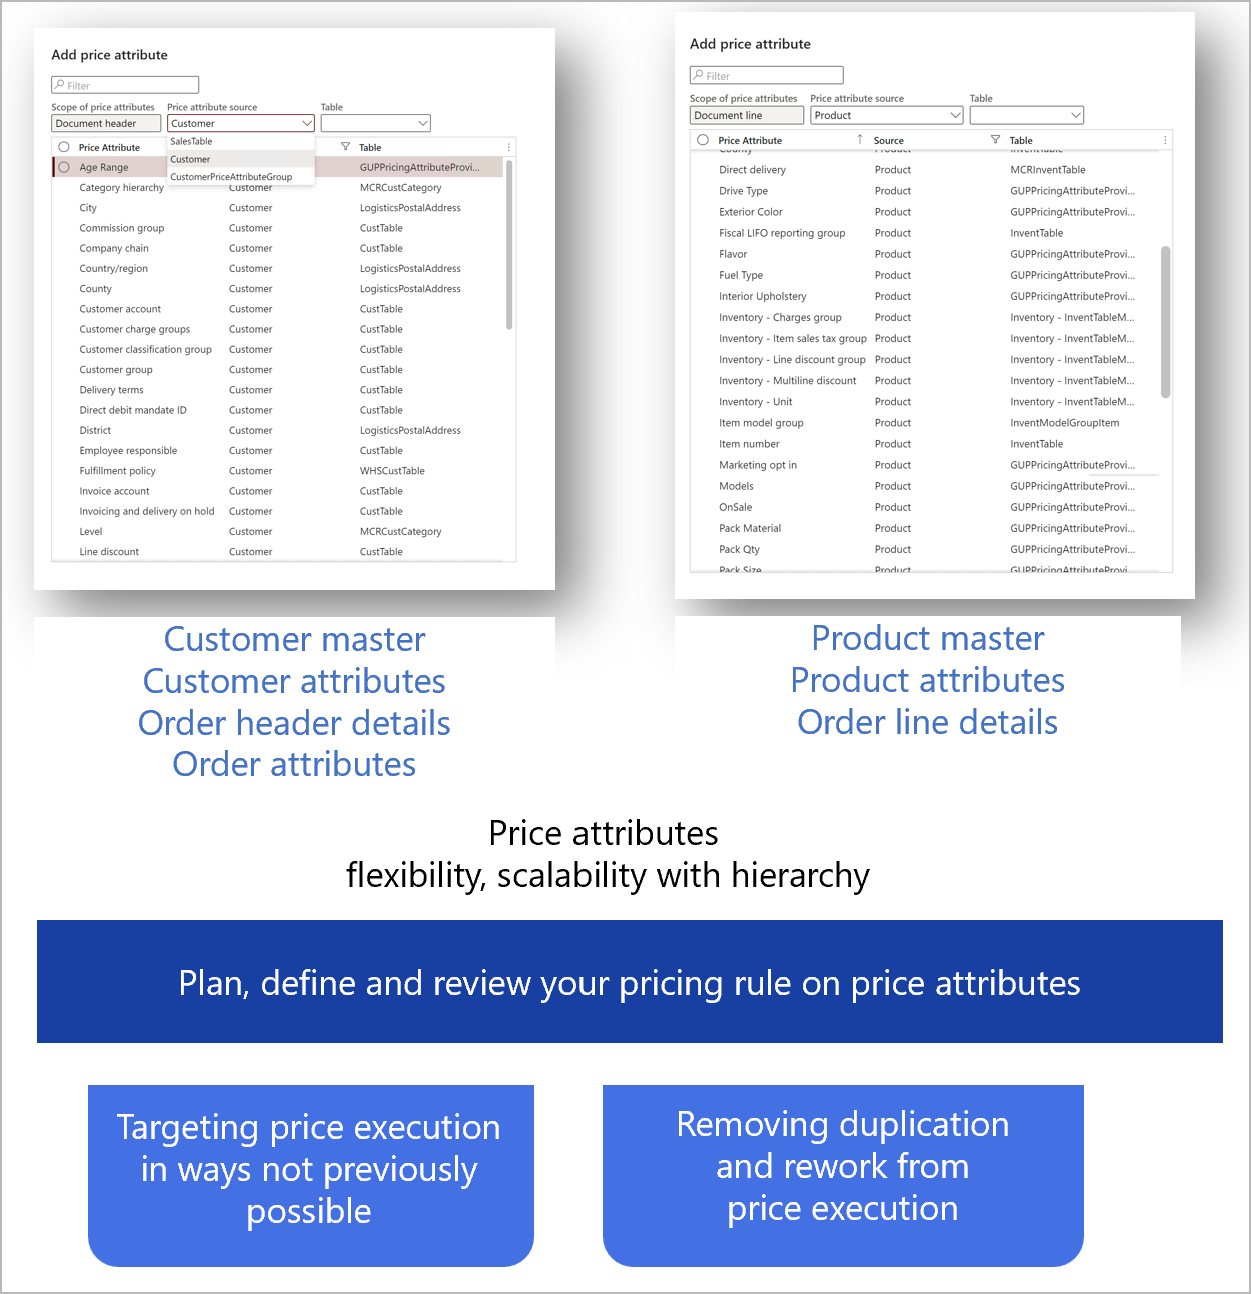 Add price attribute
Filter
Scope of price attributes Price attribute source Table
Document header Customer
SalesTable
Customer
CustomerPriceAttributeGroup
Price Attribute Table
Age Range GUPPricingAttributeProvi...
Category hierarchy Customer MCRCustCategory
City Customer LogisticsPostalAddress
Commission group Customer CustTable
Company chain Customer CustTable
Country/region Customer LogisticsPostalAddress
County Customer LogisticsPostalAddress
Customer account Customer CustTable
Customer charge groups Customer CustTable
Customer classification group Customer CustTable
Customer group Customer CustTable
Delivery terms Customer CustTable
Direct debit mandate ID Customer CustTable
District Customer LogisticsPostalAddress
Employee responsible Customer CustTable
Fulfillment policy Customer WHSCustTable
Invoice account Customer CustTable
Invoicing and delivery on hold Customer CustTable
Level Customer MCRCustCategory
Line discount Customer CustTable
Add price attribute
Filter
Scope of price attributes Price attribute source Table
Document line Product
Price Attribute Source Table
County Product InventTable
Direct delivery Product MCRInventTable
Drive Type Product GUPPricingAttributeProvi...
Exterior Color Product GUPPricingAttributeProvi...
Fiscal LIFO reporting group Product InventTable
Flavor Product GUPPricingAttributeProvi...
Fuel Type Product GUPPricingAttributeProvi...
Interior Upholstery Product GUPPricingAttributeProvi...
Inventory - Charges group Product Inventory - InventTableM...
Inventory - Item sales tax group Product Inventory - InventTableM...
Inventory - Line discount group Product Inventory - InventTableM...
Inventory - Multiline discount Product Inventory - InventTableM...
Inventory - Unit Product Inventory - InventTableM...
Item model group Product InventModelGroupItem
Item number Product InventTable
Marketing opt in Product GUPPricingAttributeProvi...
Models Product GUPPricingAttributeProvi...
OnSale Product GUPPricingAttributeProvi...
Pack Material Product GUPPricingAttributeProvi...
Pack Qty Product GUPPricingAttributeProvi...
Pack Size Product GUPPricingAttributeProvi...
Customer master
Customer attributes
Order header details
Order attributes
Product master
Product attributes
Order line details
Price attributes
flexibility, scalability with hierarchy
Plan, define and review your pricing rule on price attributes
Targeting price execution
in ways not previously
possible
Removing duplication
and rework from
price execution